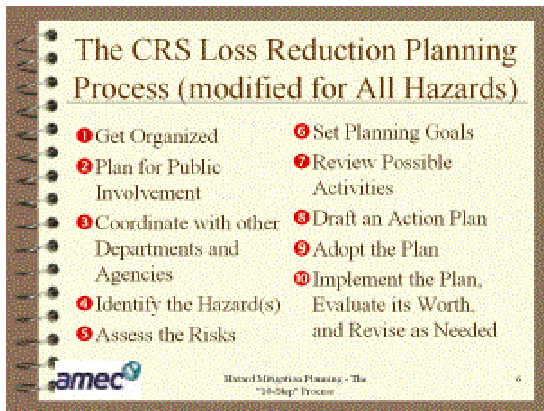 The CRS Loss Reduction Planning
Process (modified for All Hazards)
1 Get Organized
2 Plan for Public
Involvement
3 Coordinate with other
Departments and
Agencies
4 Identify the Hazard(s)
5 Assess the Risks
6 Set Planning Goals
7 Review Possible
Activities
8 Draft an Action Plan
9 Adopt the Plan
10 Implement the Plan,
Evaluate its Worth,
and Revise as Needed
amec
Hazard Mitigation Planning - The
"10-Step" Process
6